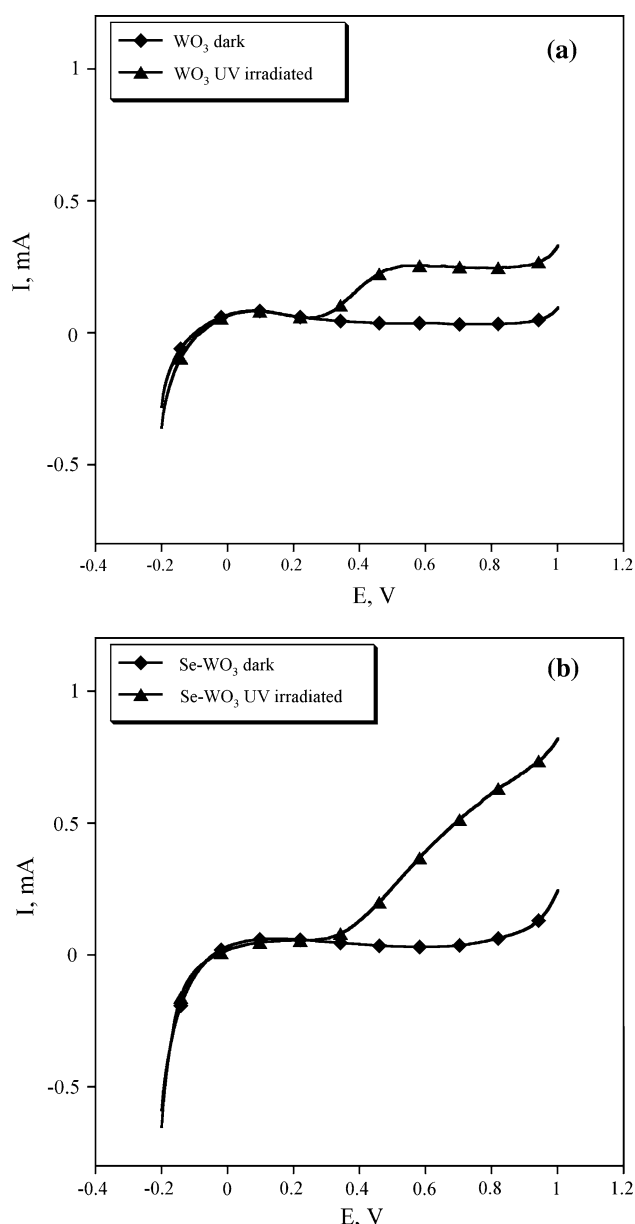 WO₃ dark
WO₃ UV irradiated
(a)
1
0.5
0
-0.5
I, mA
-0.4 -0.2 0 0.2 0.4 0.6 0.8 1 1.2
E, V
Se-WO₃ dark
Se-WO₃ UV irradiated
(b)
1
0.5
0
-0.5
I, mA
-0.4 -0.2 0 0.2 0.4 0.6 0.8 1 1.2
E, V